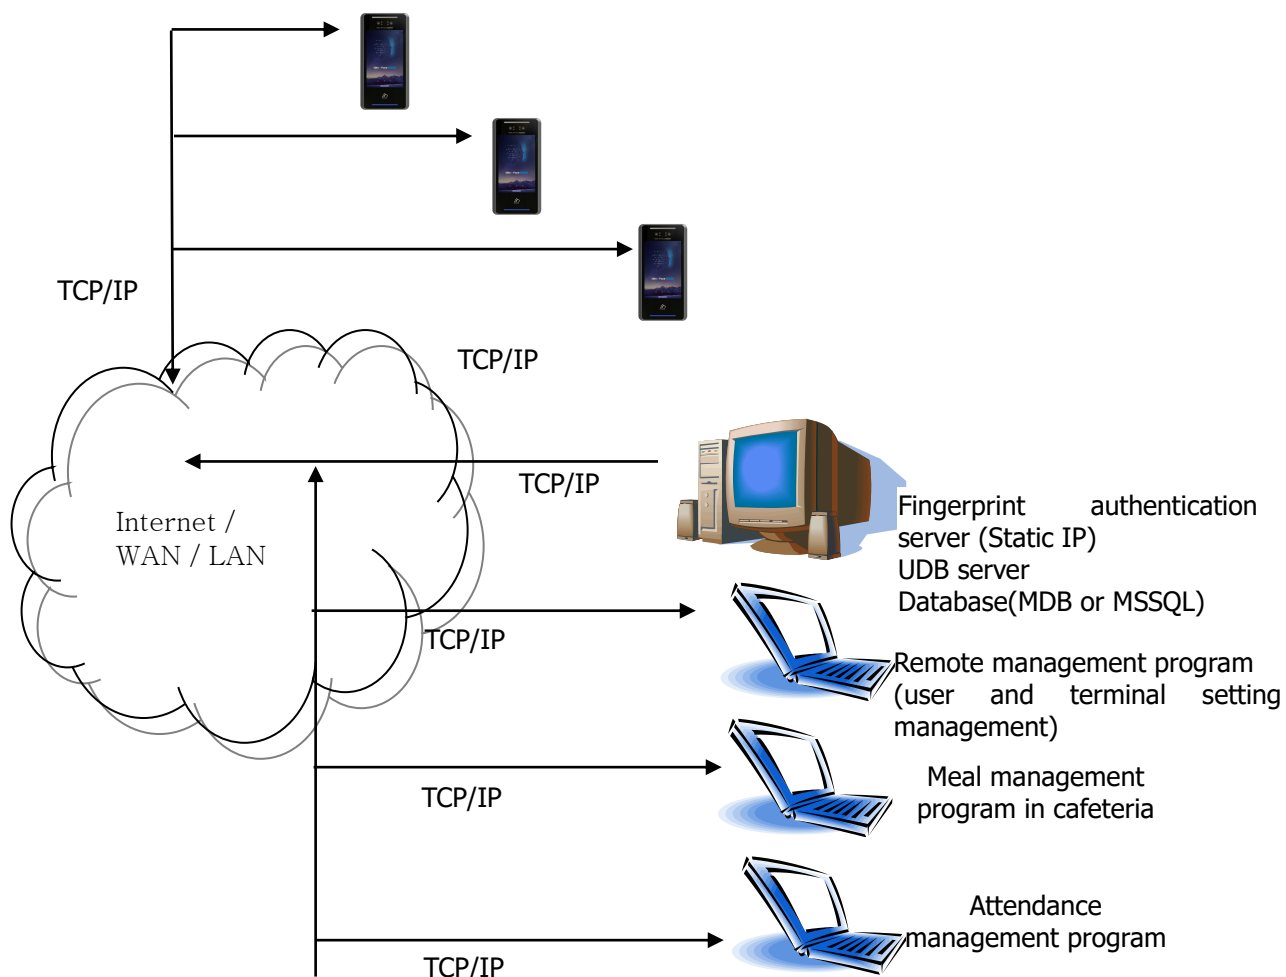 TCP/IP
TCP/IP
TCP/IP
Internet /
WAN / LAN
Fingerprint authentication
server (Static IP)
UDB server
Database(MDB or MSSQL)
TCP/IP
Remote management program
(user and terminal setting
management)
Meal management
program in cafeteria
TCP/IP
Attendance
management program
TCP/IP